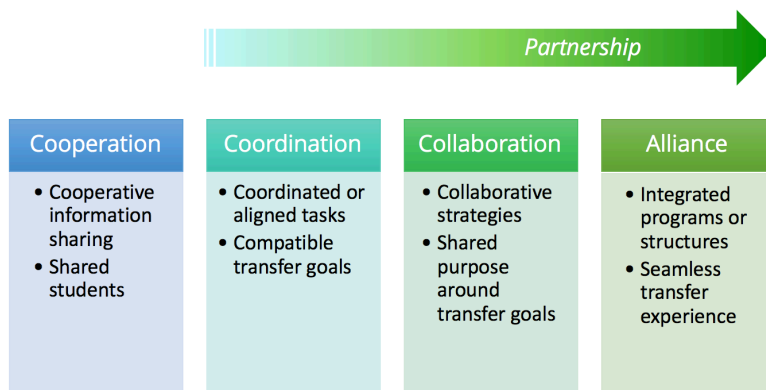 Partnership
Cooperation
• Cooperative
information
sharing
• Shared
students
Coordination
• Coordinated or
aligned tasks
• Compatible
transfer goals
Collaboration
• Collaborative
strategies
• Shared
purpose
around
transfer goals
Alliance
• Integrated
programs or
structures
• Seamless
transfer
experience